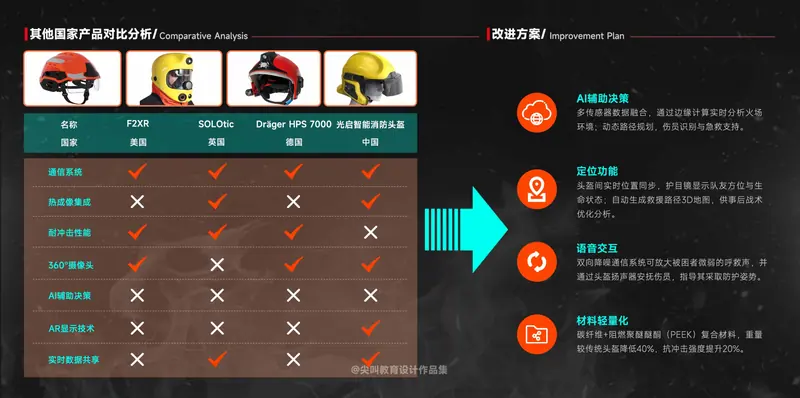 其他国家产品对比分析/ Comparative Analysis
名称 F2XR SOLOtic Dräger HPS 7000 光启智能消防头盔
国家 美国 英国 德国 中国
通信系统
热成像集成
耐冲击性能
360°摄像头
AI辅助决策
AR显示技术
实时数据共享
改进方案/ Improvement Plan
AI辅助决策
多传感器数据融合，通过边缘计算实时分析火场
环境；动态路径规划，伤员识别与急救支持。
定位功能
头盔间实时位置同步，护目镜显示队友方位与生
命状态；自动生成救援路径3D地图，供事后战术
优化分析。
语音交互
双向降噪通信系统可放大被困者微弱的呼救声，并
通过头盔扬声器安抚伤员，指导其采取防护姿势。
材料轻量化
碳纤维+阻燃聚醚醚酮（PEEK）复合材料，重量
较传统头盔降低40%，抗冲击强度提升20%。
@尖叫教育设计作品集